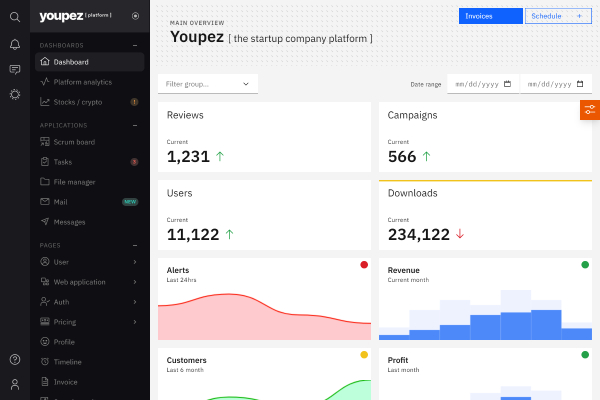 youpez [ platform ]
DASHBOARDS
Dashboard
Platform analytics
Stocks / crypto
APPLICATIONS
Scrum board
Tasks
File manager
Mail NEW
Messages
PAGES
User
Web application
Auth
Pricing
Profile
Timeline
Invoice
MAIN OVERVIEW
Youpez [ the startup company platform ]
Invoices
Schedule +
Filter group...
Date range mm/dd/yyyy mm/dd/yyyy
Reviews
Current
1,231
Campaigns
Current
566
Users
Current
11,122
Downloads
Current
234,122
Alerts
Last 24hrs
Revenue
Current month
Customers
Last 6 month
Profit
Last month